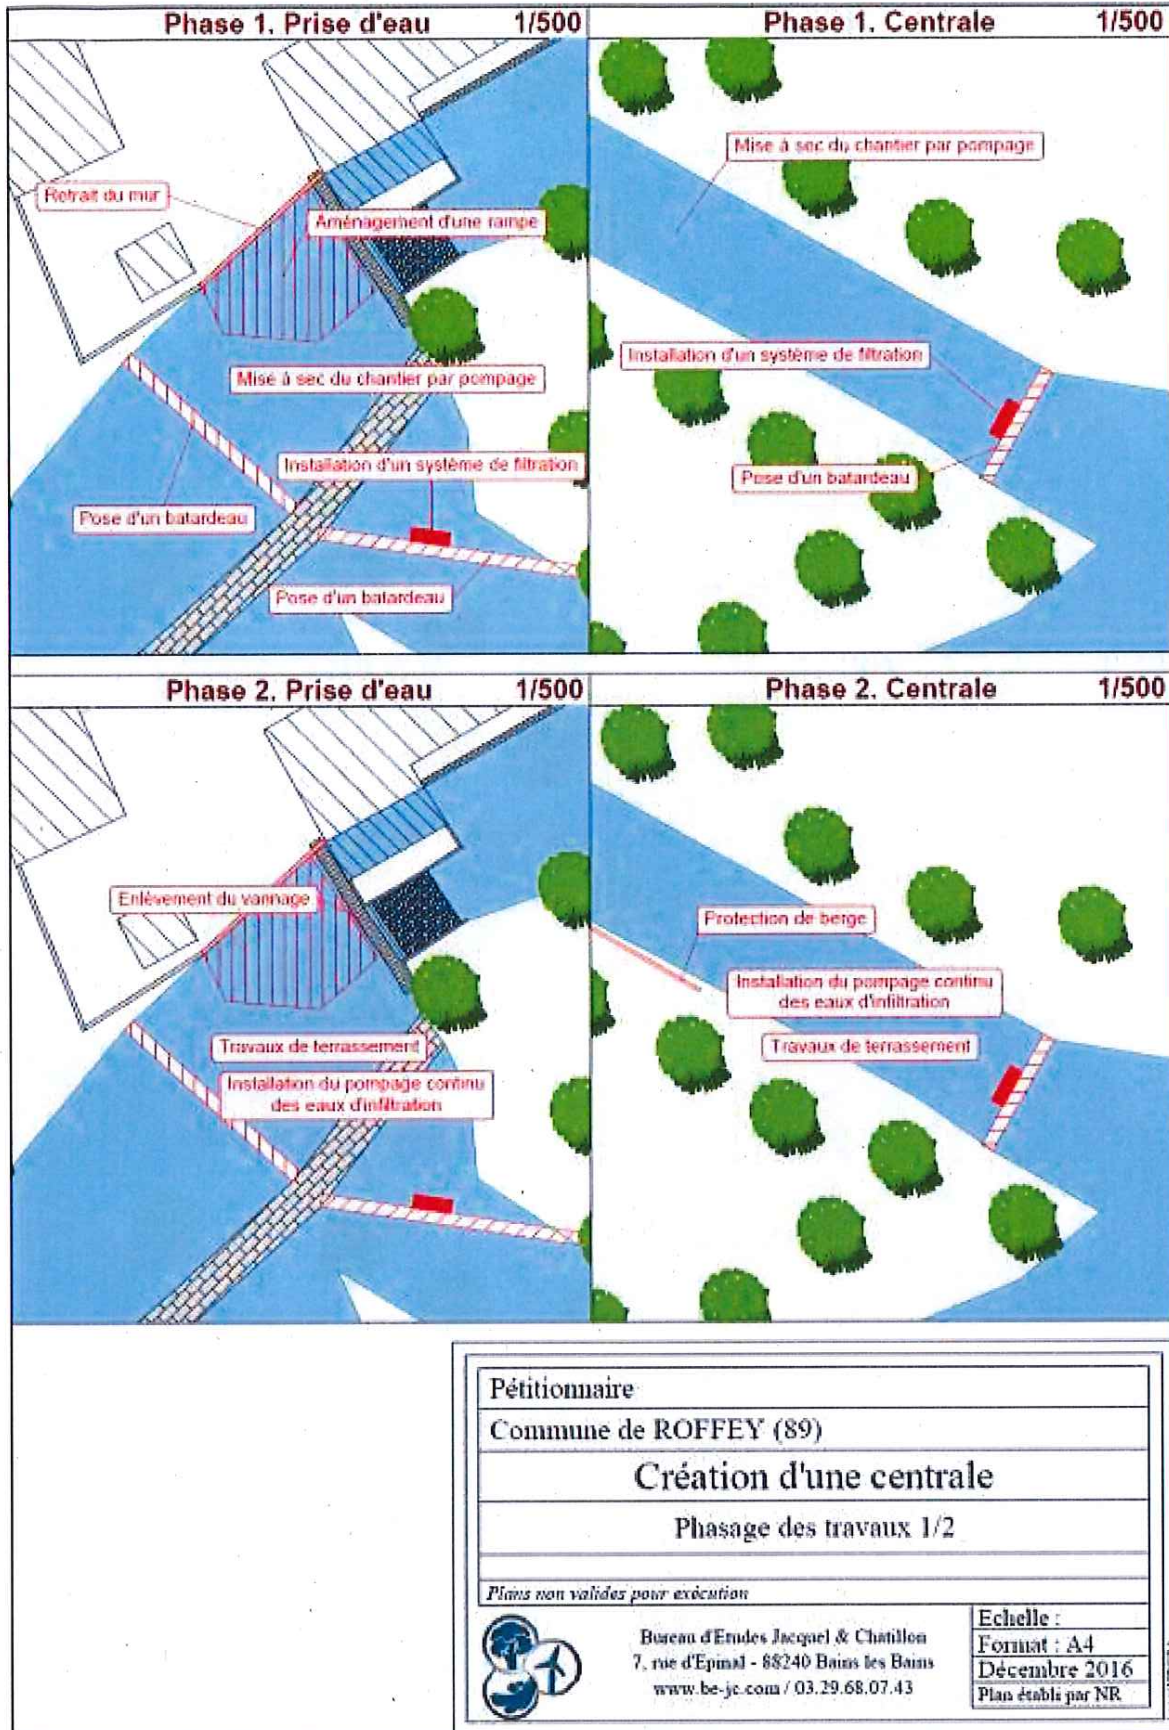 Phase 1. Prise d'eau 1/500
Phase 1. Centrale 1/500
Retrait du mur
Aménagement d'une rampe
Mise à sec du chantier par pompage
Installation d'un système de filtration
Pose d'un batardeau
Pose d'un batardeau
Mise à sec du chantier par pompage
Installation d'un système de filtration
Pose d'un batardeau
Phase 2. Prise d'eau 1/500
Phase 2. Centrale 1/500
Enlèvement du vannage
Travaux de terrassement
Installation du pompage continu
des eaux d'infiltration
Protection de berge
Installation du pompage continu
des eaux d'infiltration
Travaux de terrassement
Pétitionnaire
Commune de ROFFEY (89)
Création d'une centrale
Phasage des travaux 1/2
Plans non valides pour exécution
Bureau d'Etudes Jacquel & Chatillon
7, rue d'Epinal - 88240 Bains les Bains
www.be-jc.com / 03.29.68.07.43
Echelle :
Format : A4
Décembre 2016
Plan établi par NR